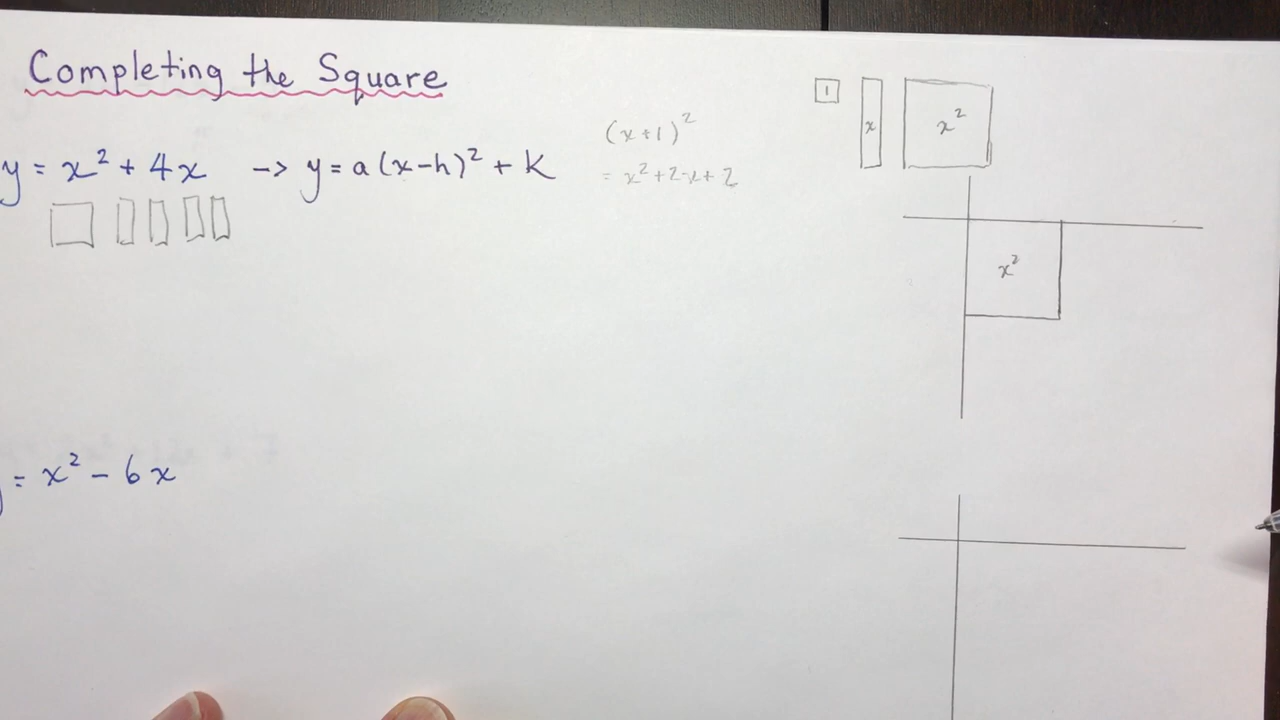 Completing the Square
y = x² + 4x -> y = a(x-h)² + k
(x+1)²
= x²+2x+2
1
x
x²
x²
= x² - 6x